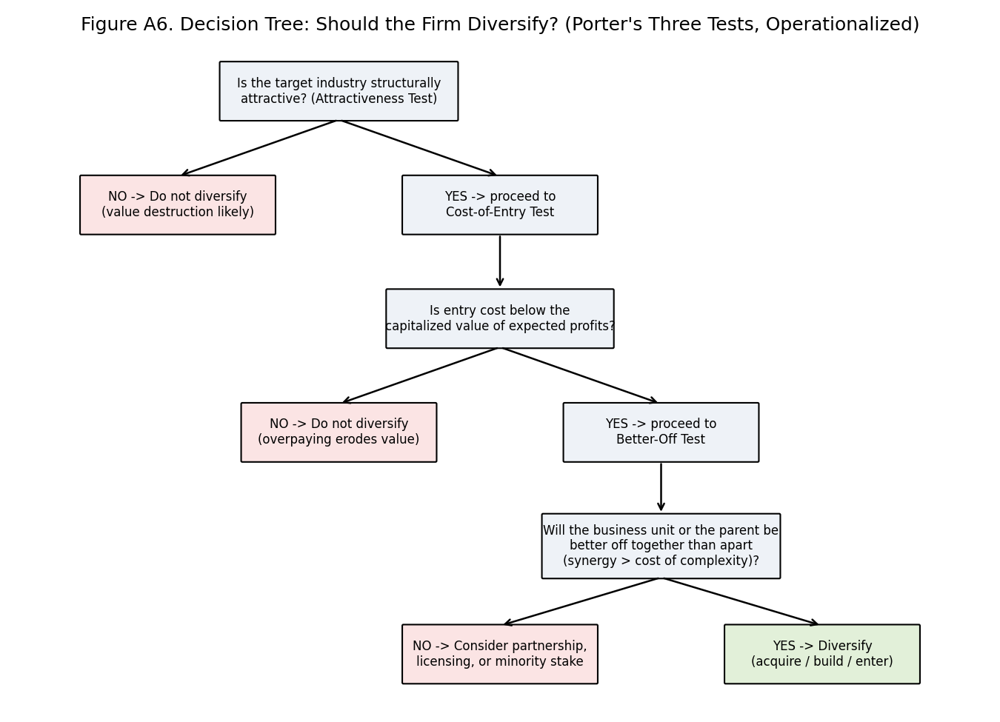 Figure A6. Decision Tree: Should the Firm Diversify? (Porter's Three Tests, Operationalized)
Is the target industry structurally
attractive? (Attractiveness Test)
NO -> Do not diversify
(value destruction likely)
YES -> proceed to
Cost-of-Entry Test
Is entry cost below the
capitalized value of expected profits?
NO -> Do not diversify
(overpaying erodes value)
YES -> proceed to
Better-Off Test
Will the business unit or the parent be
better off together than apart
(synergy > cost of complexity)?
NO -> Consider partnership,
licensing, or minority stake
YES -> Diversify
(acquire / build / enter)